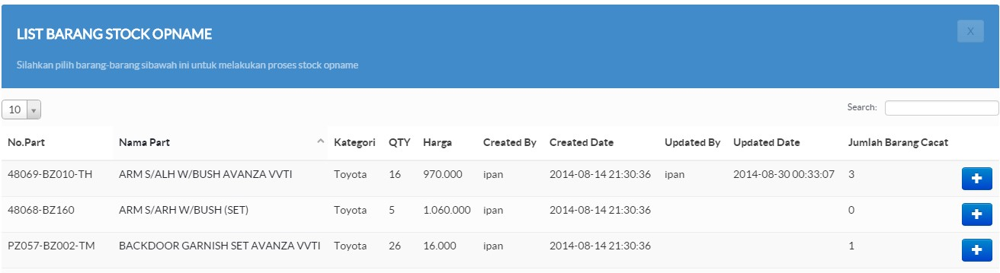 LIST BARANG STOCK OPNAME
X
Silahkan pilih barang-barang sibawah ini untuk melakukan proses stock opname
10
Search:
No.Part Nama Part Kategori QTY Harga Created By Created Date Updated By Updated Date Jumlah Barang Cacat
48069-BZ010-TH ARM S/ALH W/BUSH AVANZA VVTI Toyota 16 970.000 ipan 2014-08-14 21:30:36 ipan 2014-08-30 00:33:07 3
48068-BZ160 ARM S/ARH W/BUSH (SET) Toyota 5 1.060.000 ipan 2014-08-14 21:30:36 0
PZ057-BZ002-TM BACKDOOR GARNISH SET AVANZA VVTI Toyota 26 16.000 ipan 2014-08-14 21:30:36 1